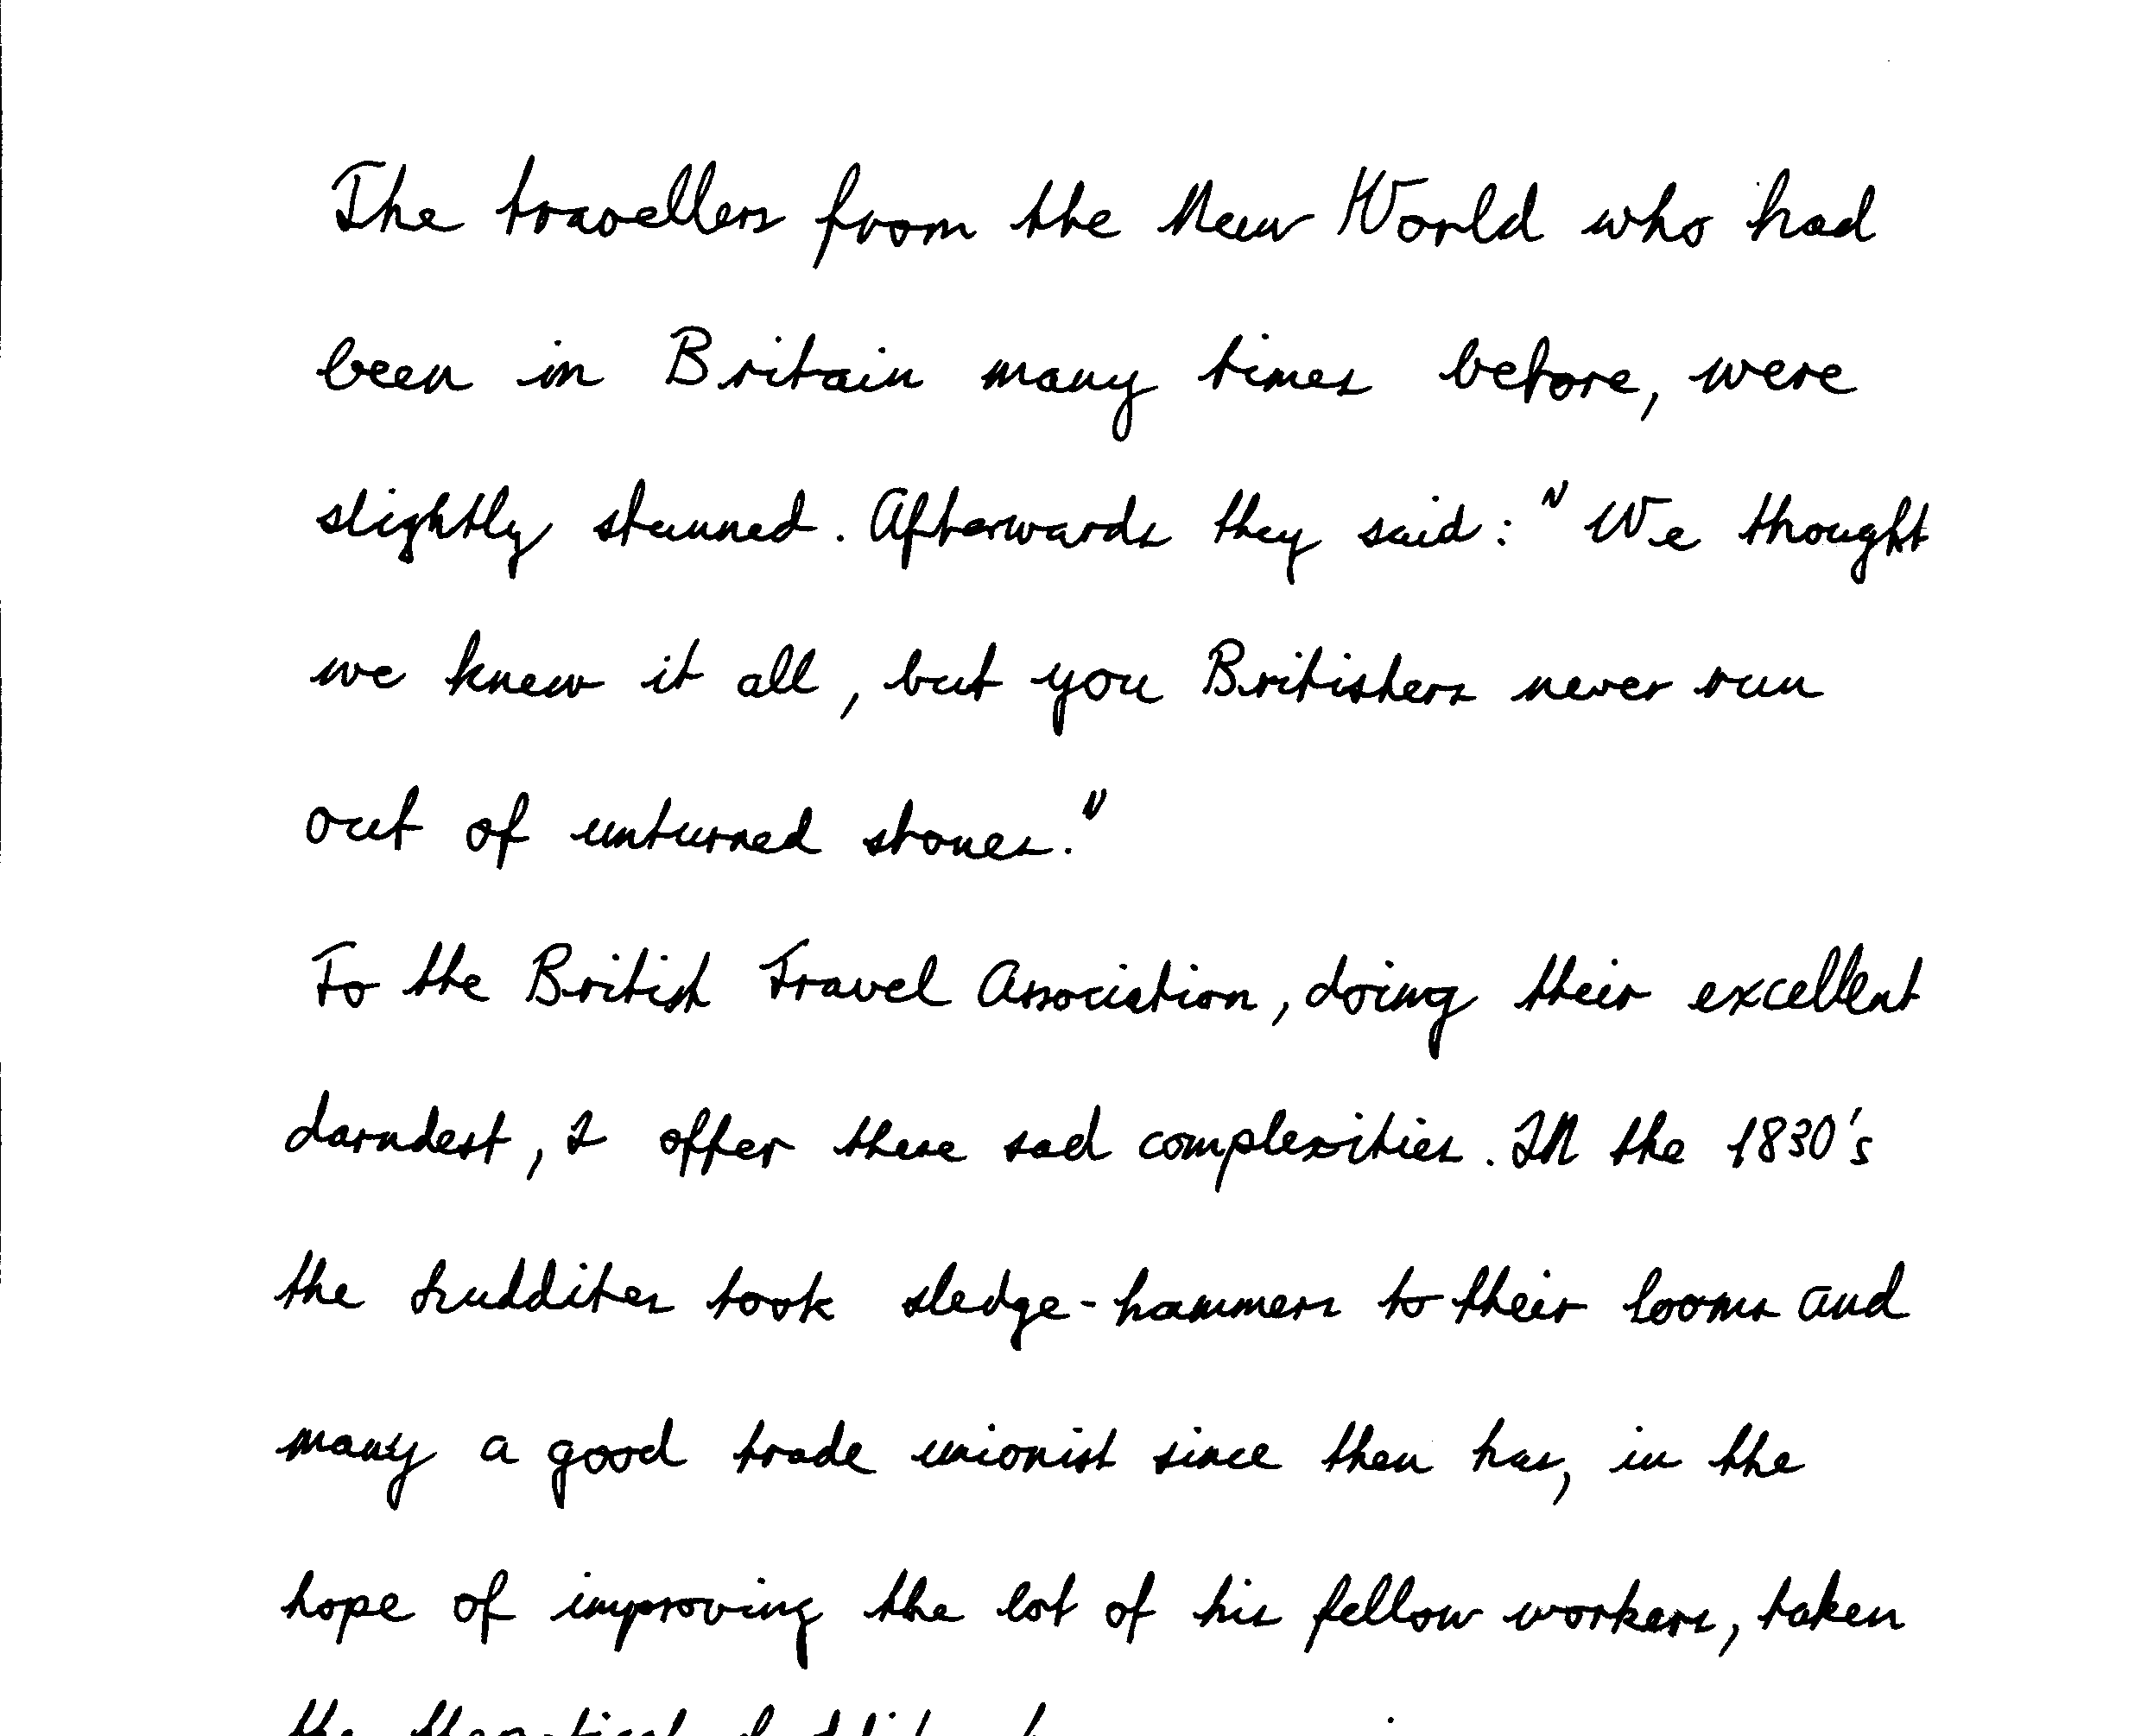 The travellers from the New World who had
been in Britain many times before, were
slightly stunned. Afterwards they said: "We thought
we knew it all, but you Britishers never run
out of unturned stones."
To the British Travel Association, doing their excellent
darndest, I offer these sad complexities. IN the 1830's
the Luddites took sledge-hammers to their looms and
many a good trade unionist since then has, in the
hope of improving the lot of his fellow workers, taken
the